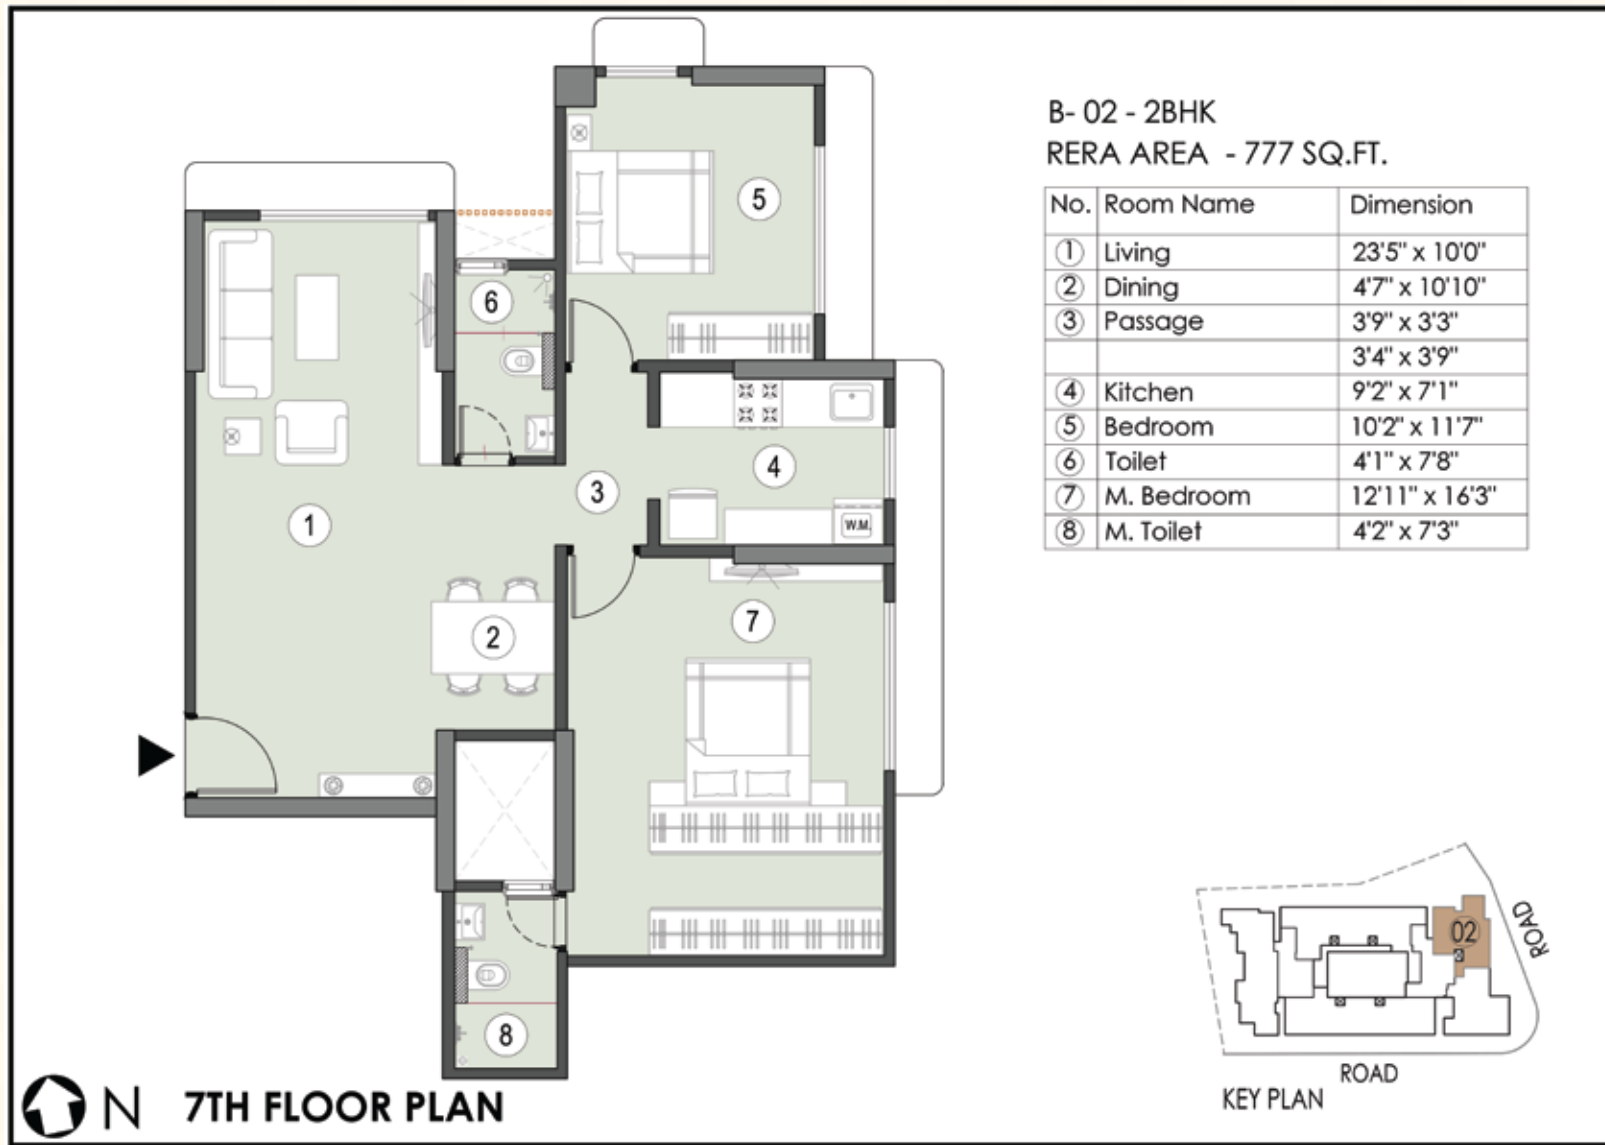 B- 02 - 2BHK
RERA AREA - 777 SQ.FT.
No. Room Name Dimension
1 Living 23'5" x 10'0"
2 Dining 4'7" x 10'10"
3 Passage 3'9" x 3'3"
3'4" x 3'9"
4 Kitchen 9'2" x 7'1"
5 Bedroom 10'2" x 11'7"
6 Toilet 4'1" x 7'8"
7 M. Bedroom 12'11" x 16'3"
8 M. Toilet 4'2" x 7'3"
5
6
4
3
1
W.M.
7
2
8
02
ROAD
ROAD
KEY PLAN
N 7TH FLOOR PLAN